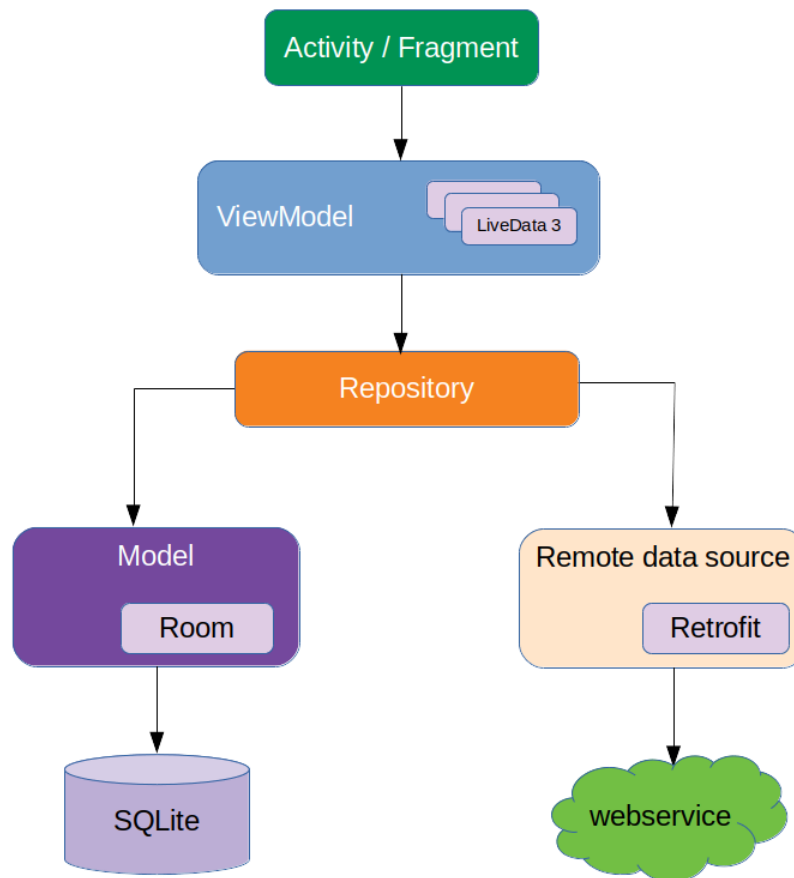 Activity / Fragment
ViewModel
LiveData 3
Repository
Model
Room
Remote data source
Retrofit
SQLite
webservice